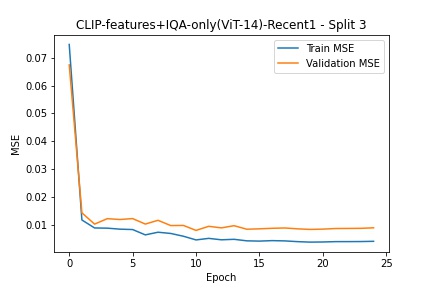 CLIP-features+IQA-only(ViT-14)-Recent1 - Split 3
Train MSE
Validation MSE
MSE
0.07
0.06
0.05
0.04
0.03
0.02
0.01
0 5 10 15 20 25
Epoch